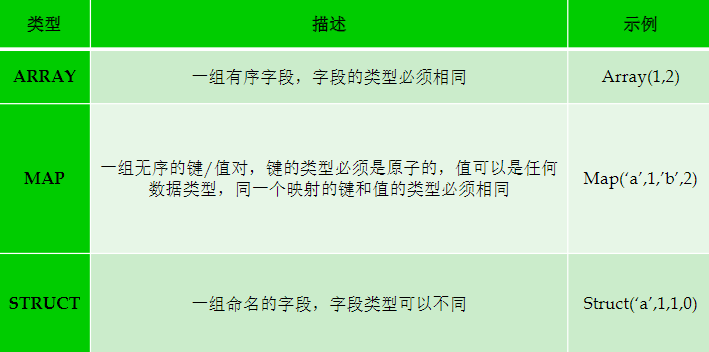 类型 描述 示例
ARRAY 一组有序字段，字段的类型必须相同 Array(1,2)
MAP 一组无序的键/值对，键的类型必须是原子的，值可以是任何 Map(‘a’,1,’b’,2)
数据类型，同一个映射的键和值的类型必须相同
STRUCT 一组命名的字段，字段类型可以不同 Struct(‘a’,1,1,0)